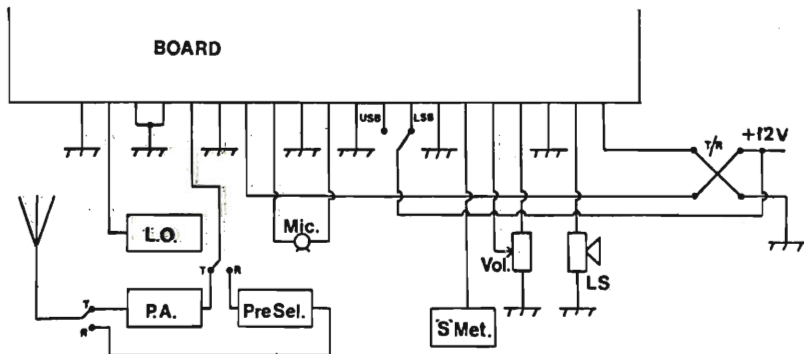 BOARD
USB LSB
T/R +12V
L.O.
Mic.
T R
Vol.
LS
T
P.A.
PreSel.
"S" Met.
R